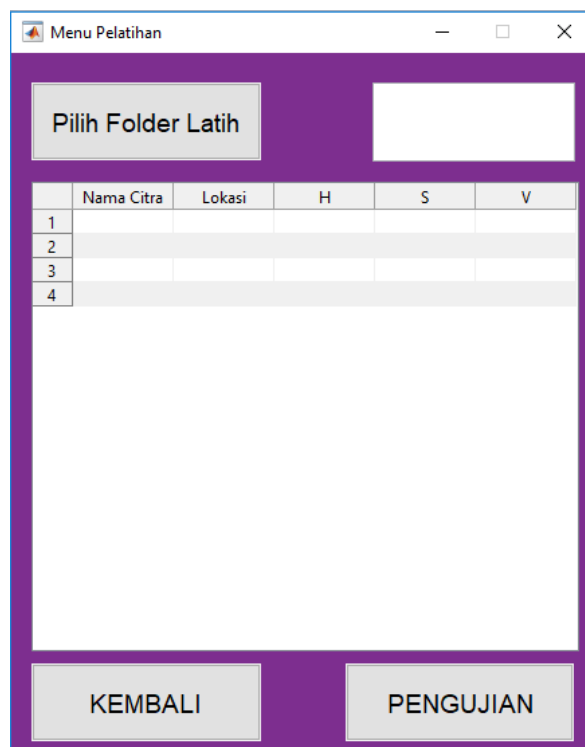 Menu Pelatihan
Pilih Folder Latih
Nama Citra Lokasi H S V
1
2
3
4
KEMBALI PENGUJIAN